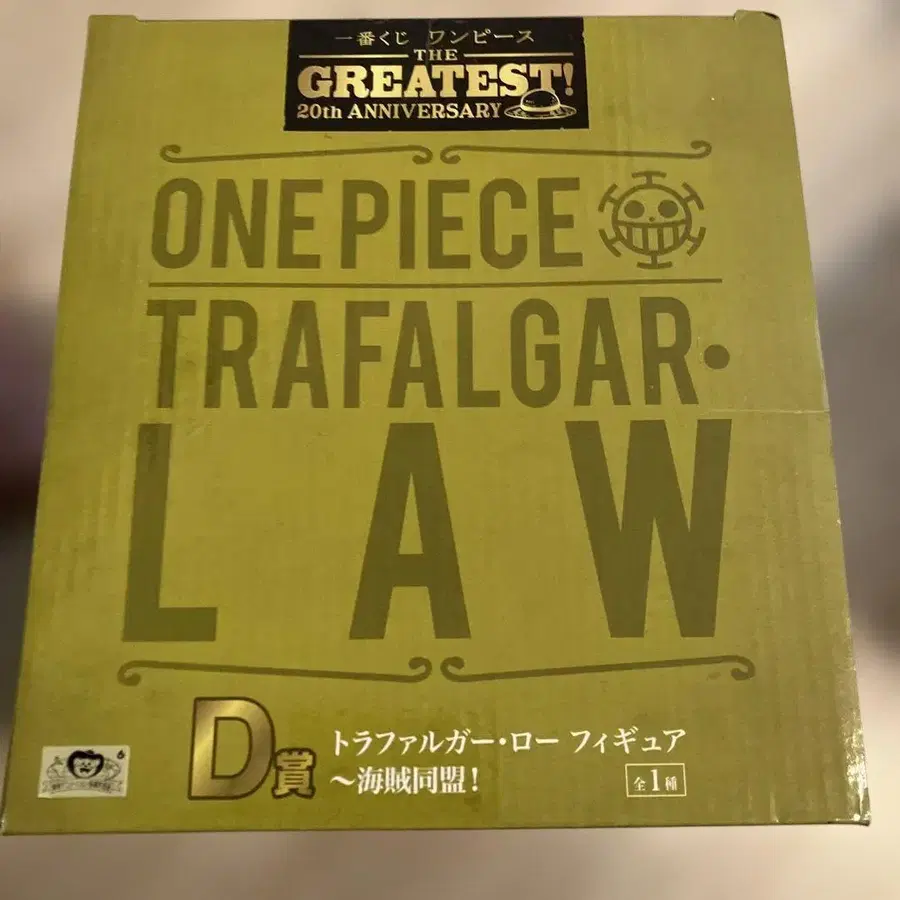 一番くじ ワンピース
THE
GREATEST!
20th ANNIVERSARY
ONE PIECE
TRAFALGAR・
LAW
D賞
トラファルガー・ロー フィギュア
～海賊同盟！
全1種